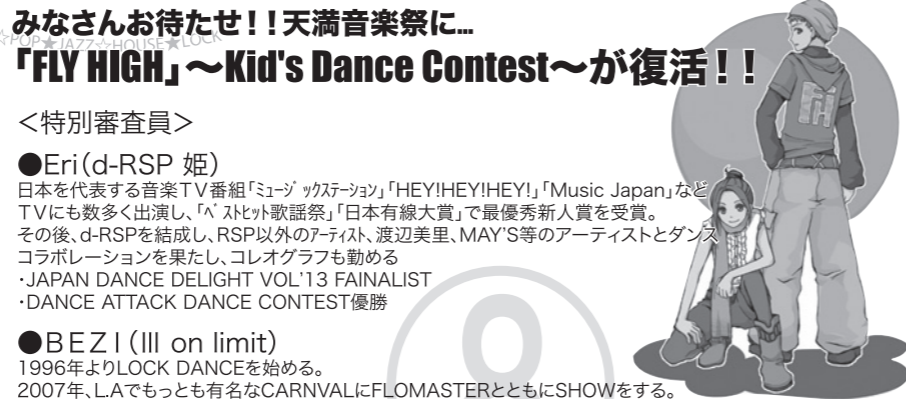 みなさんお待たせ！！天満音楽祭に...
☆POP★JAZZ☆HOUSE★LOCK
「FLY HIGH」～Kid's Dance Contest～が復活！！
＜特別審査員＞
●Eri（d-RSP 姫）
日本を代表する音楽TV番組「ﾐｭｰｼﾞｯｸｽﾃｰｼｮﾝ」「HEY!HEY!HEY!」「Music Japan」など
TVにも数多く出演し、「ﾍﾞｽﾄﾋｯﾄ歌謡祭」「日本有線大賞」で最優秀新人賞を受賞。
その後、d-RSPを結成し、RSP以外のｱｰﾃｨｽﾄ、渡辺美里、MAY'S等のアーティストとダンス
コラボレーションを果たし、コレオグラフも勤める
・JAPAN DANCE DELIGHT VOL'13 FAINALIST
・DANCE ATTACK DANCE CONTEST優勝
●ＢＥＺＩ（Ill on limit）
1996年よりLOCK DANCEを始める。
2007年、L.Aでもっとも有名なCARNVALにFLOMASTERとともにSHOWをする。